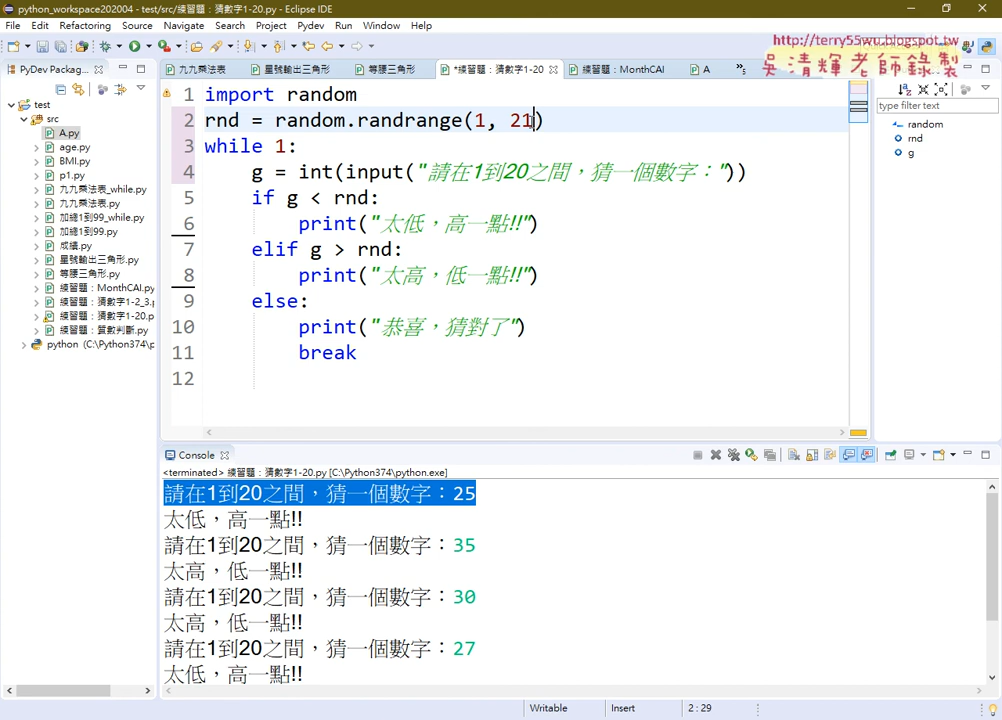 python_workspace202004 - test/src/練習題：猜數字1-20.py - Eclipse IDE
File Edit Refactoring Source Navigate Search Project Pydev Run Window Help
http://terry55wu.blogspot.tw
吳清輝老師錄製
PyDev Packag...
九九乘法表
星號輸出三角形
等腰三角形
*練習題：猜數字1-20
練習題：MonthCAI
A
»5
test
src
A.py
age.py
BMI.py
p1.py
九九乘法表_while.py
九九乘法表.py
加總1到99_while.py
加總1到99.py
成績.py
星號輸出三角形.py
等腰三角形.py
練習題：MonthCAI.py
練習題：猜數字1-2_3.p
練習題：猜數字1-20.p
練習題：質數判斷.py
python (C:\Python374\p
1 import random
2 rnd = random.randrange(1, 21)
3 while 1:
4 g = int(input("請在1到20之間，猜一個數字："))
5 if g < rnd:
6 print("太低，高一點!!")
7 elif g > rnd:
8 print("太高，低一點!!")
9 else:
10 print("恭喜，猜對了")
11 break
12
type filter text
random
rnd
g
Console
<terminated> 練習題：猜數字1-20.py [C:\Python374\python.exe]
請在1到20之間，猜一個數字：25
太低，高一點!!
請在1到20之間，猜一個數字：35
太高，低一點!!
請在1到20之間，猜一個數字：30
太高，低一點!!
請在1到20之間，猜一個數字：27
太低，高一點!!
Writable Insert 2 : 29